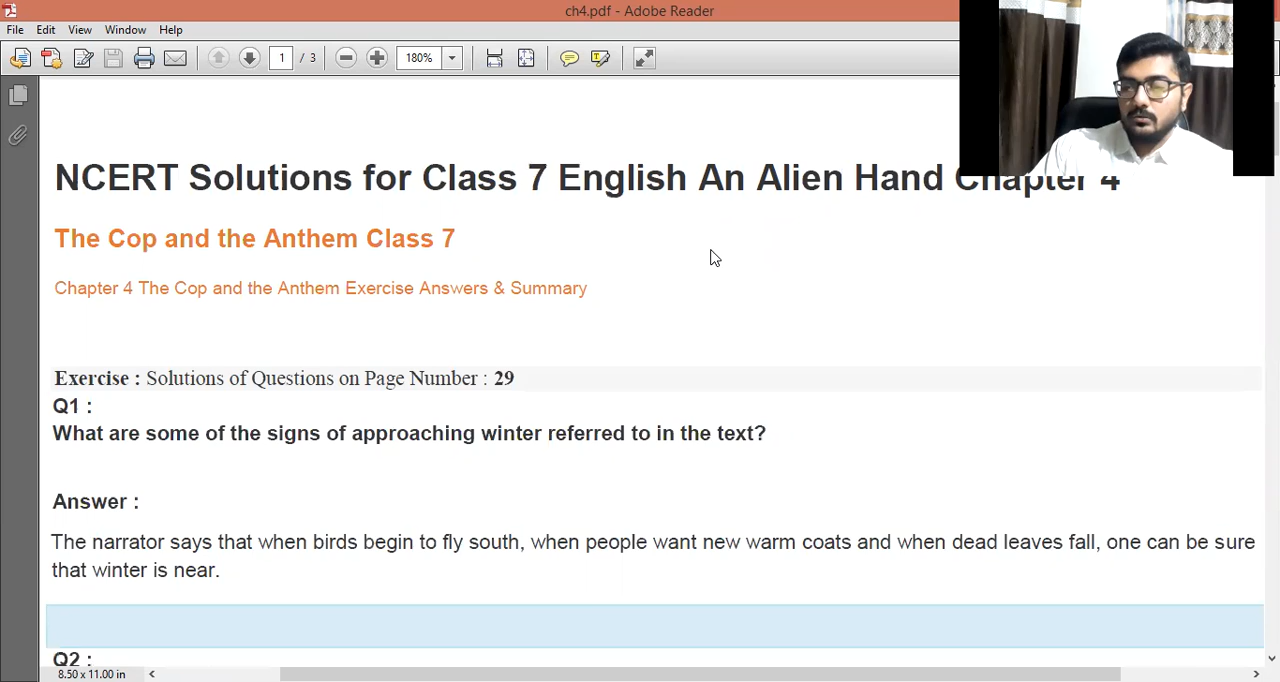 ch4.pdf - Adobe Reader
File Edit View Window Help
1 / 3 180%
NCERT Solutions for Class 7 English An Alien Hand Chapter 4
The Cop and the Anthem Class 7
Chapter 4 The Cop and the Anthem Exercise Answers & Summary
Exercise : Solutions of Questions on Page Number : 29
Q1 :
What are some of the signs of approaching winter referred to in the text?
Answer :
The narrator says that when birds begin to fly south, when people want new warm coats and when dead leaves fall, one can be sure
that winter is near.
Q2 :
8.50 x 11.00 in